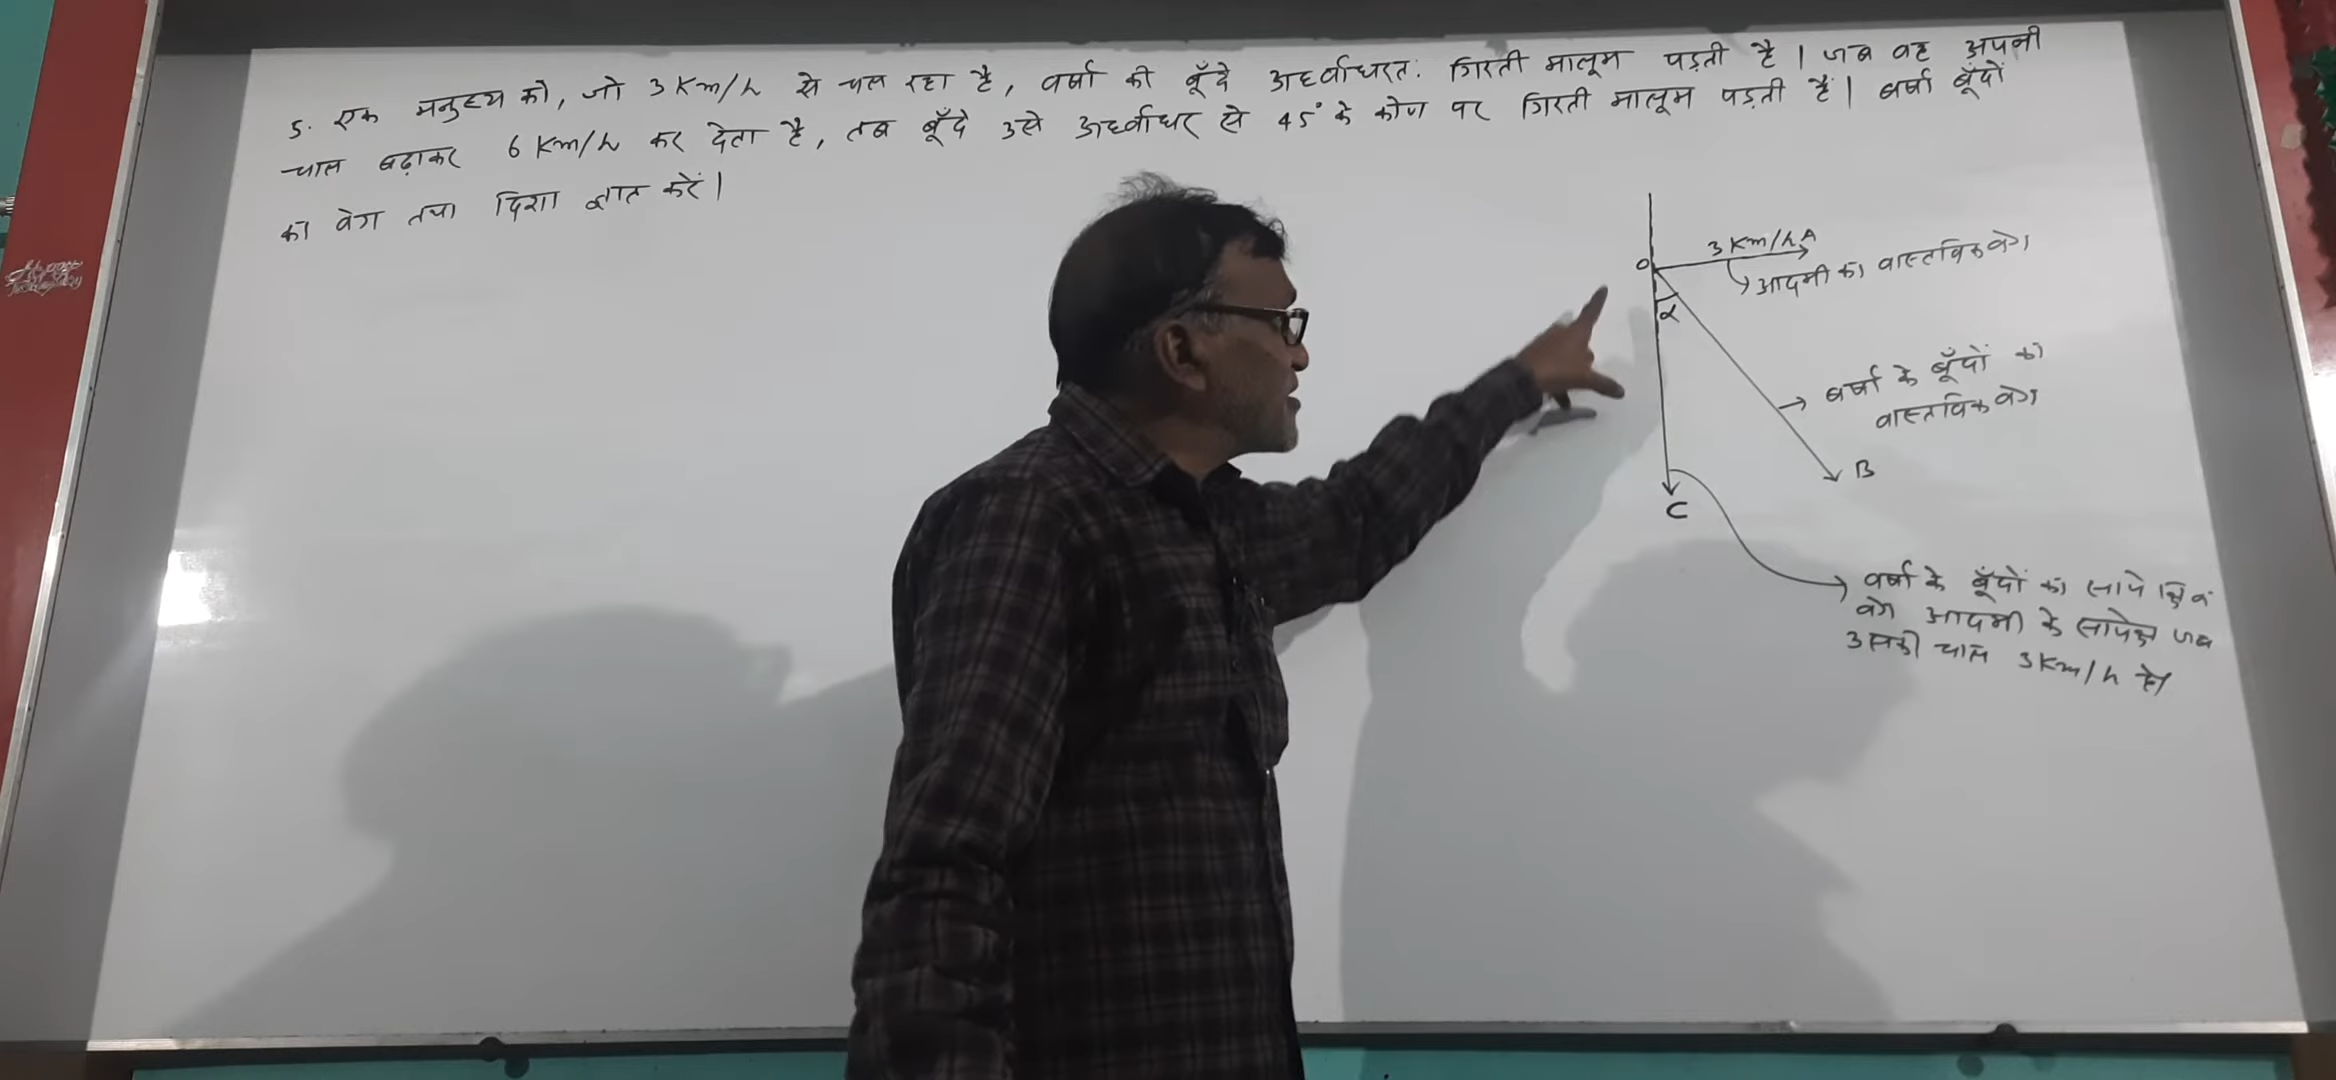 5. एक मनुष्य को, जो 3 Km/h से चल रहा है, वर्षा की बूँदे उर्ध्वाधरतः गिरती मालूम पड़ती है। जब वह अपनी
चाल बढ़ाकर 6 Km/h कर देता है, तब बूँदे उसे उर्ध्वाधर से 45° के कोण पर गिरती मालूम पड़ती हैं। वर्षा बूँदों
का वेग तथा दिशा ज्ञात करें।
3 Km/h A
O
आदमी का वास्तविक वेग
α
वर्षा के बूँदों का
वास्तविक वेग
B
C
वर्षा के बूँदों का सापेक्षिक
वेग आदमी के सापेक्ष जब
उसकी चाल 3 Km/h है।